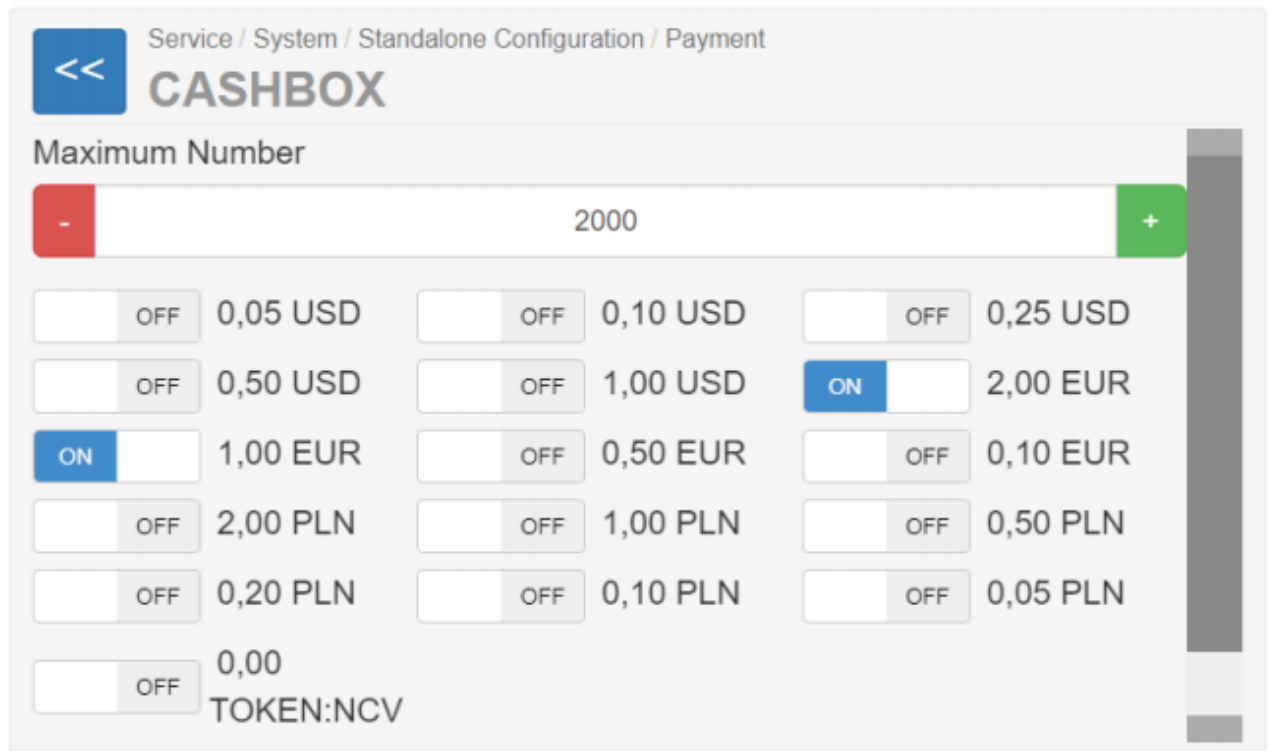 <<
Service / System / Standalone Configuration / Payment
CASHBOX
Maximum Number
- 2000 +
OFF 0,05 USD OFF 0,10 USD OFF 0,25 USD
OFF 0,50 USD OFF 1,00 USD ON 2,00 EUR
ON 1,00 EUR OFF 0,50 EUR OFF 0,10 EUR
OFF 2,00 PLN OFF 1,00 PLN OFF 0,50 PLN
OFF 0,20 PLN OFF 0,10 PLN OFF 0,05 PLN
OFF 0,00
TOKEN:NCV